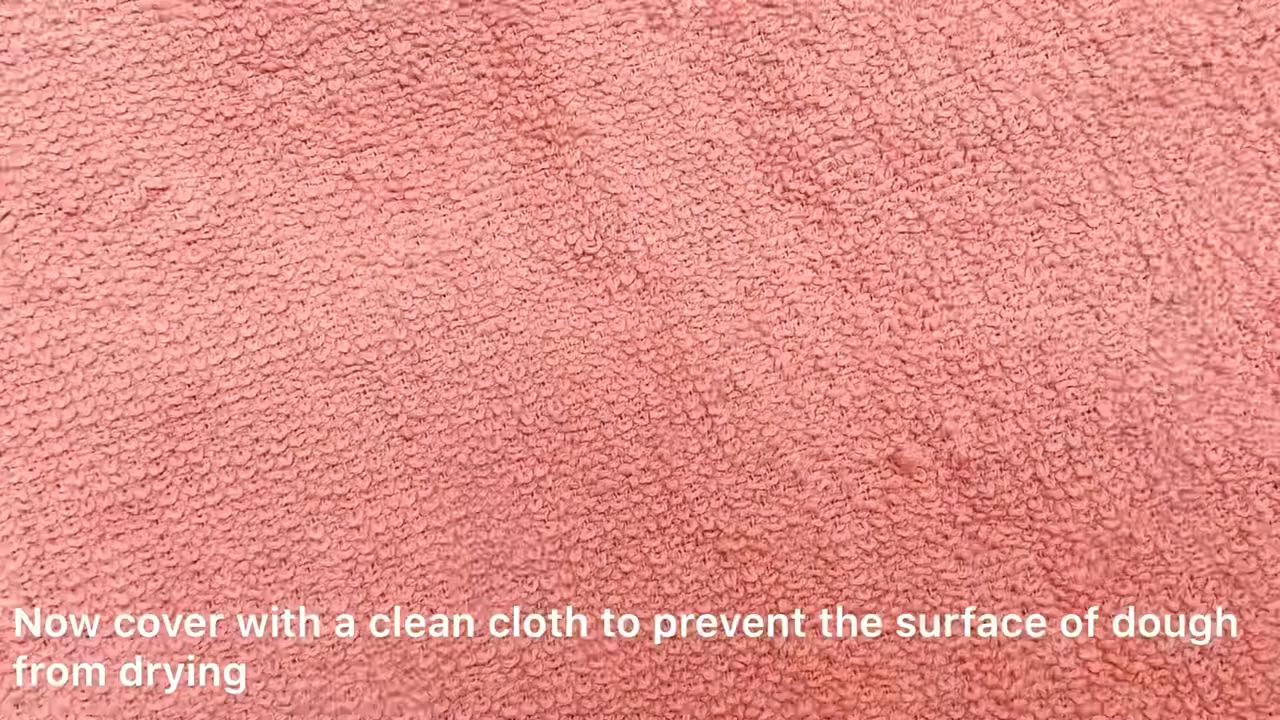 Now cover with a clean cloth to prevent the surface of dough
from drying